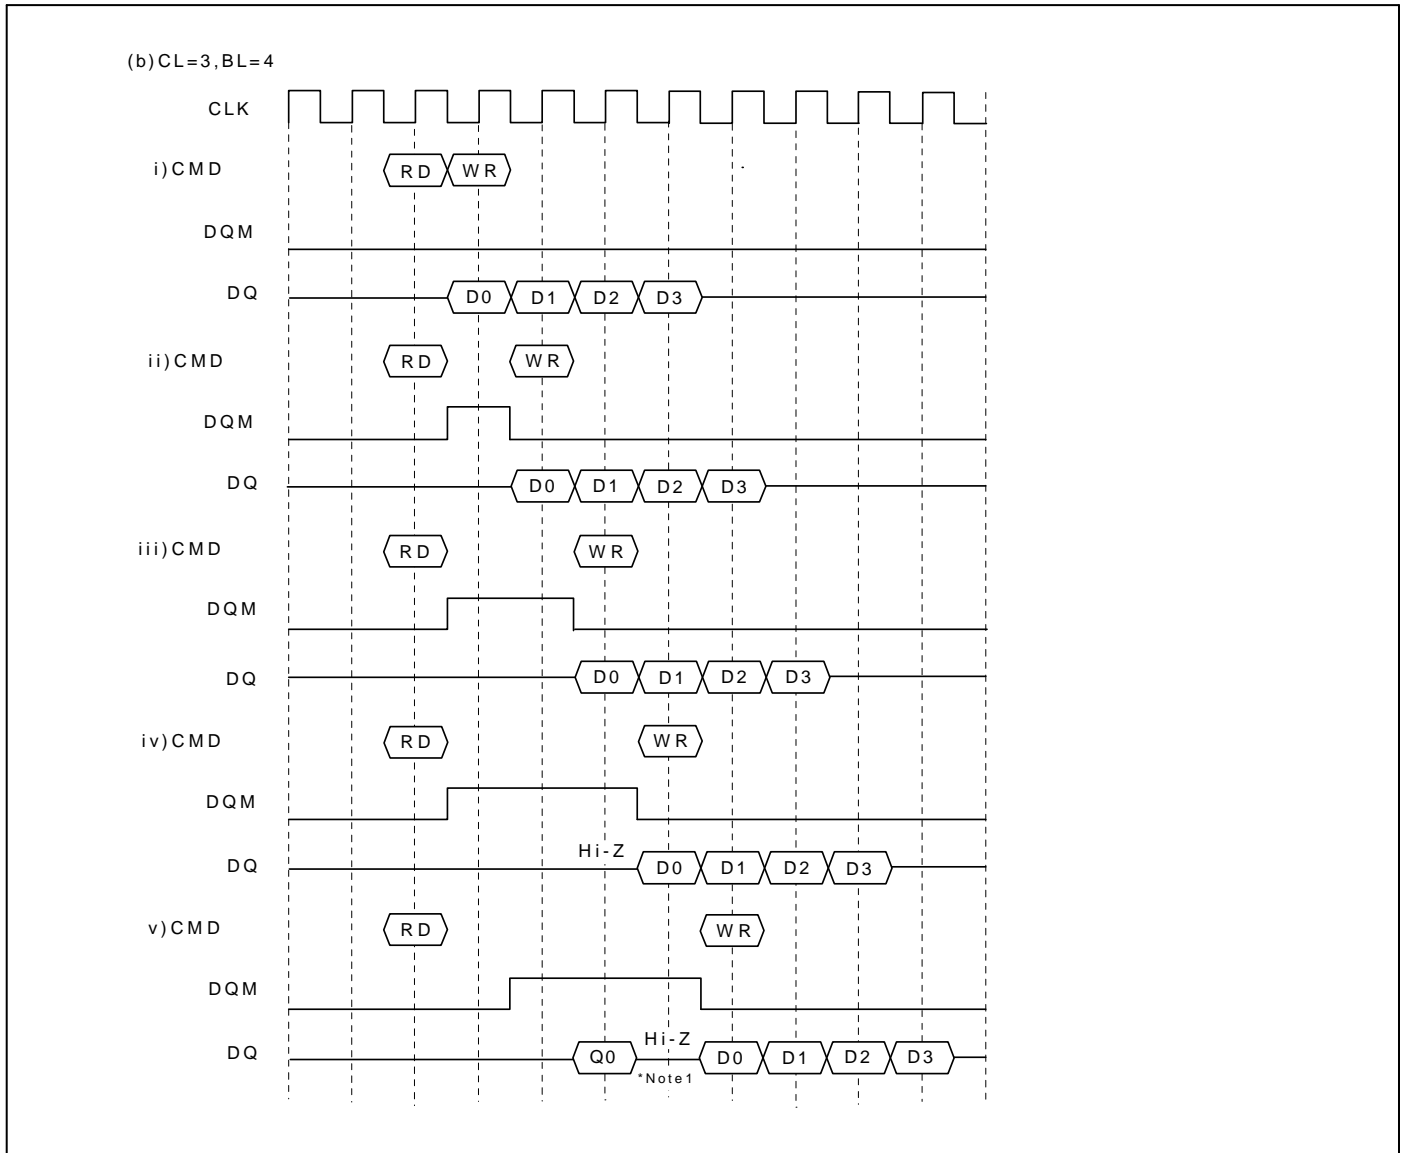 (b)CL=3,BL=4
CLK
i)CMD RD WR
DQM
DQ D0 D1 D2 D3
ii)CMD RD WR
DQM
DQ D0 D1 D2 D3
iii)CMD RD WR
DQM
DQ D0 D1 D2 D3
iv)CMD RD WR
DQM
Hi-Z
DQ D0 D1 D2 D3
v)CMD RD WR
DQM
Hi-Z
DQ Q0 D0 D1 D2 D3
*Note1